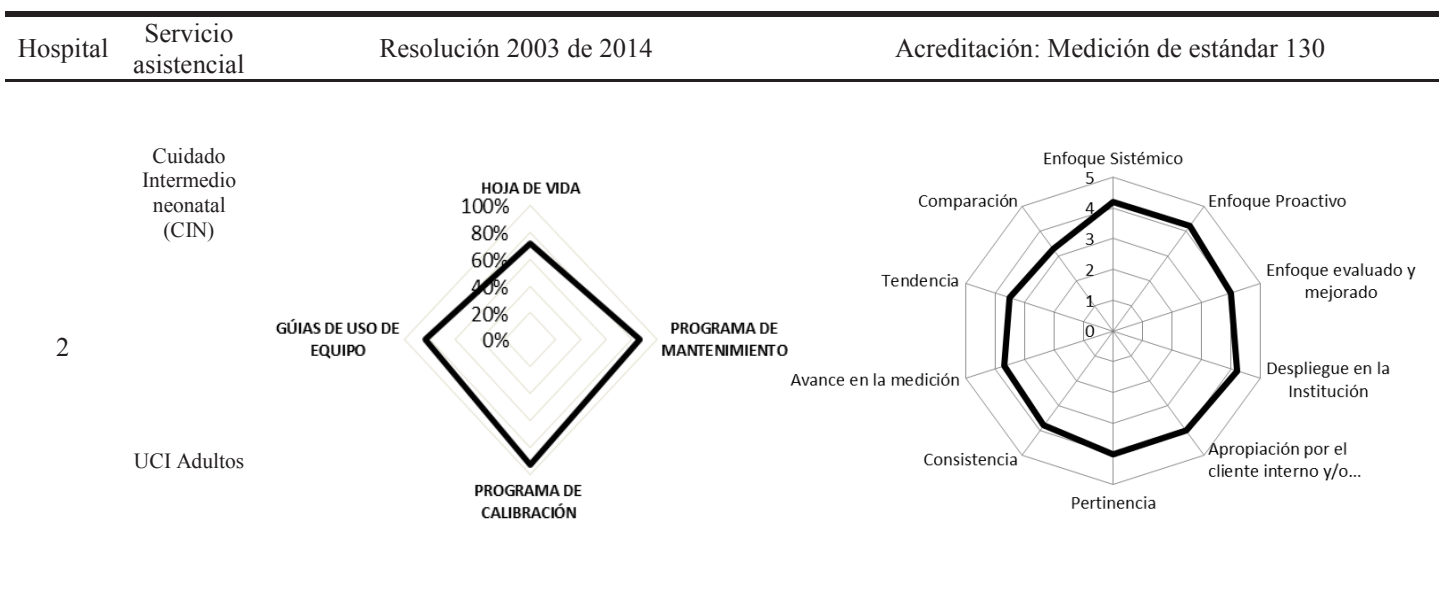 Hospital
Servicio
asistencial
Resolución 2003 de 2014
Acreditación: Medición de estándar 130
2
Cuidado
Intermedio
neonatal
(CIN)
UCI Adultos
HOJA DE VIDA
100%
80%
60%
40%
20%
0%
GÚIAS DE USO DE
EQUIPO
PROGRAMA DE
MANTENIMIENTO
PROGRAMA DE
CALIBRACIÓN
Enfoque Sistémico
5
4
3
2
1
0
Enfoque Proactivo
Enfoque evaluado y
mejorado
Despliegue en la
Institución
Apropiación por el
cliente interno y/o...
Pertinencia
Consistencia
Avance en la medición
Tendencia
Comparación